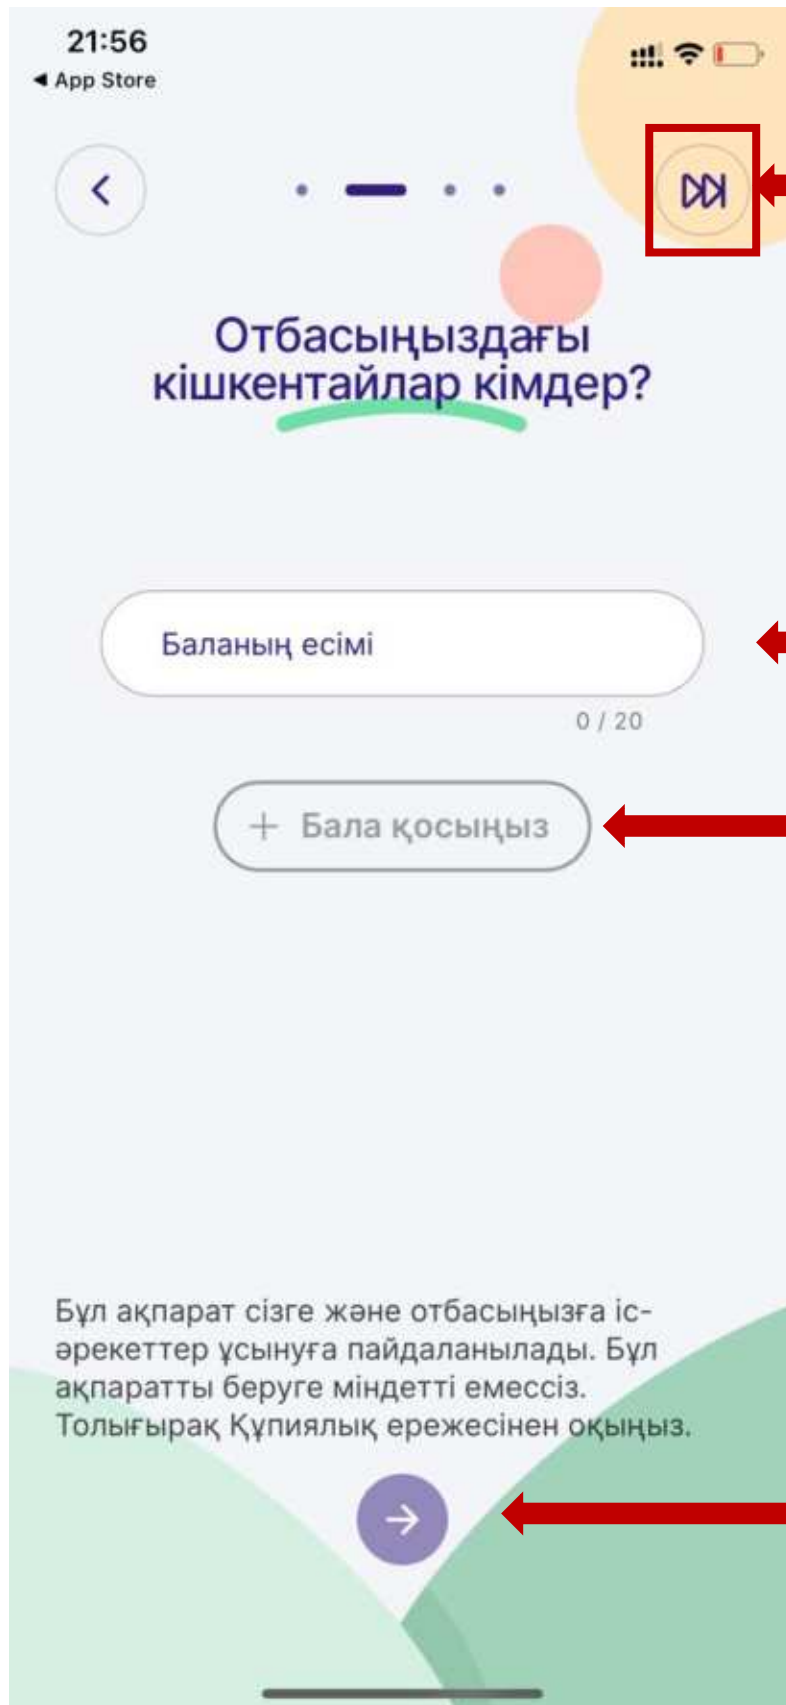 21:56
◀ App Store
Отбасыңыздағы
кішкентайлар кімдер?
Баланың есімі
0 / 20
+ Бала қосыңыз
Бұл ақпарат сізге және отбасыңызға іс-
әрекеттер ұсынуға пайдаланылады. Бұл
ақпаратты беруге міндетті емессіз.
Толығырақ Құпиялық ережесінен оқыңыз.